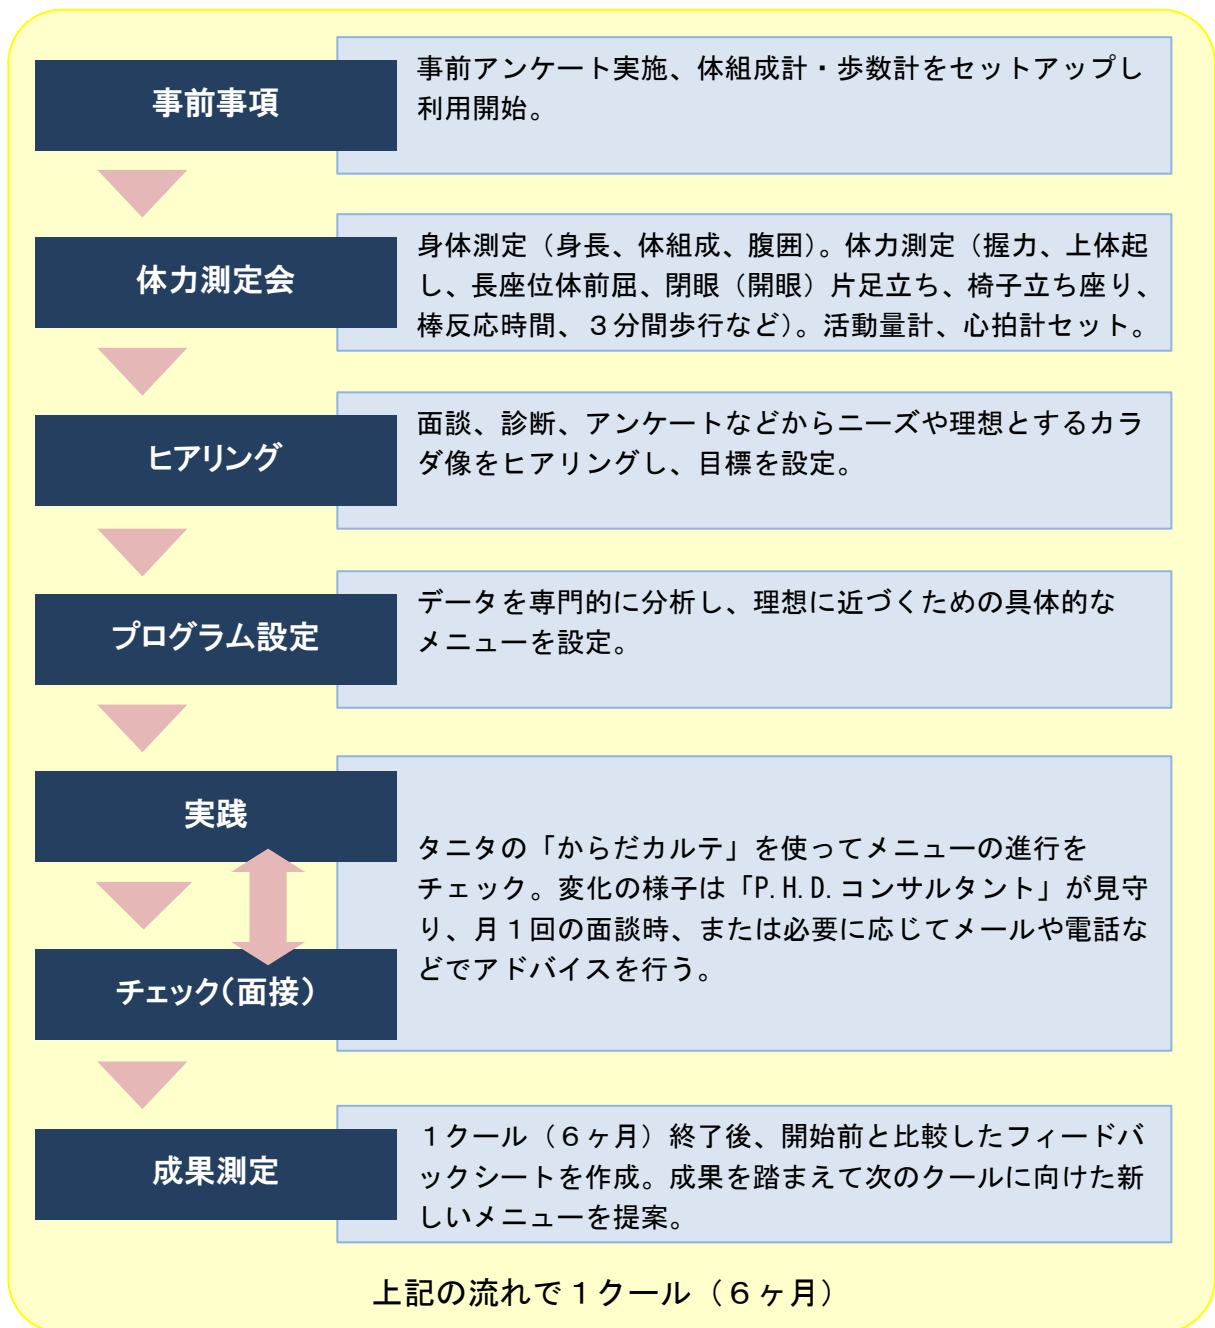 事前事項
事前アンケート実施、体組成計・歩数計をセットアップし
利用開始。
体力測定会
身体測定（身長、体組成、腹囲）。体力測定（握力、上体起
し、長座位体前屈、閉眼（開眼）片足立ち、椅子立ち座り、
棒反応時間、３分間歩行など）。活動量計、心拍計セット。
ヒアリング
面談、診断、アンケートなどからニーズや理想とするカラ
ダ像をヒアリングし、目標を設定。
プログラム設定
データを専門的に分析し、理想に近づくための具体的な
メニューを設定。
実践
チェック（面接）
タニタの「からだカルテ」を使ってメニューの進行を
チェック。変化の様子は「P.H.D.コンサルタント」が見守
り、月１回の面談時、または必要に応じてメールや電話な
どでアドバイスを行う。
成果測定
１クール（６ヶ月）終了後、開始前と比較したフィードバ
ックシートを作成。成果を踏まえて次のクールに向けた新
しいメニューを提案。
上記の流れで１クール（６ヶ月）